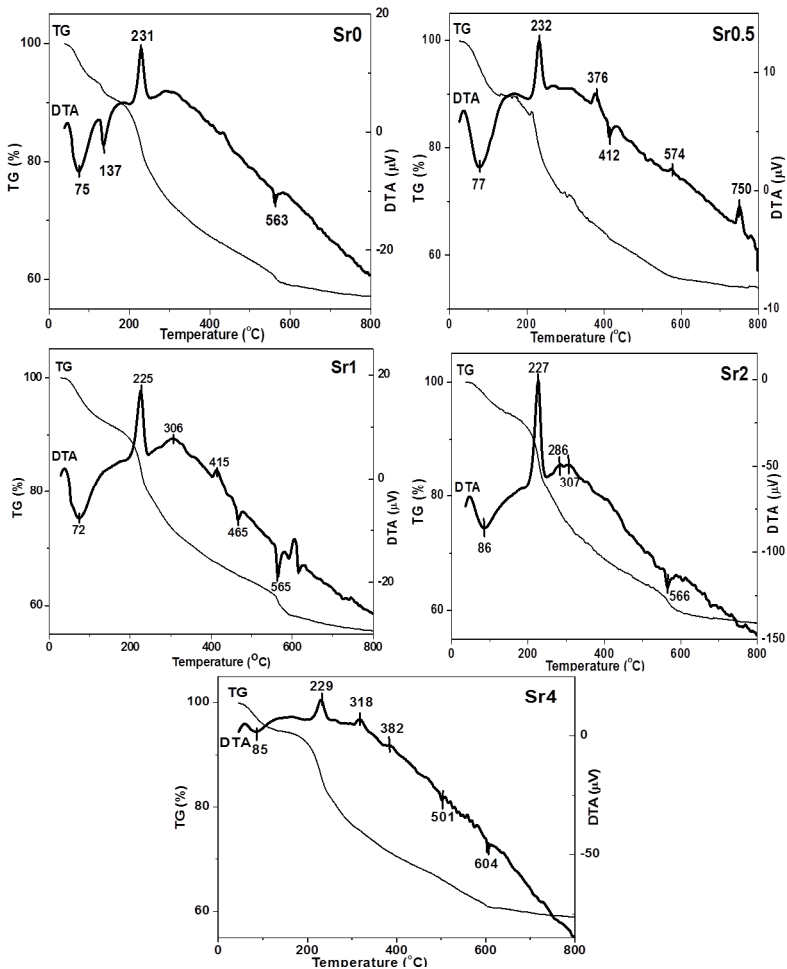 TG
231
Sr0
DTA
75
137
563
100
80
60
TG (%)
20
0
-20
DTA (µV)
0 200 400 600 800
Temperature (°C)
TG
232
Sr0.5
376
DTA
77
412
574
750
100
90
80
70
60
50
TG (%)
10
0
-10
DTA (µV)
0 200 400 600 800
Temperature (°C)
TG
225
Sr1
306
415
DTA
72
465
565
100
80
60
TG (%)
20
0
-20
DTA (µV)
0 200 400 600 800
Temperature (°C)
TG
227
Sr2
286
307
DTA
86
566
100
80
60
TG (%)
0
-50
-100
-150
DTA (µV)
0 200 400 600 800
Temperature (°C)
TG
229
Sr4
318
382
DTA
85
501
604
100
80
60
TG (%)
0
-50
DTA (µV)
0 200 400 600 800
Temperature (°C)